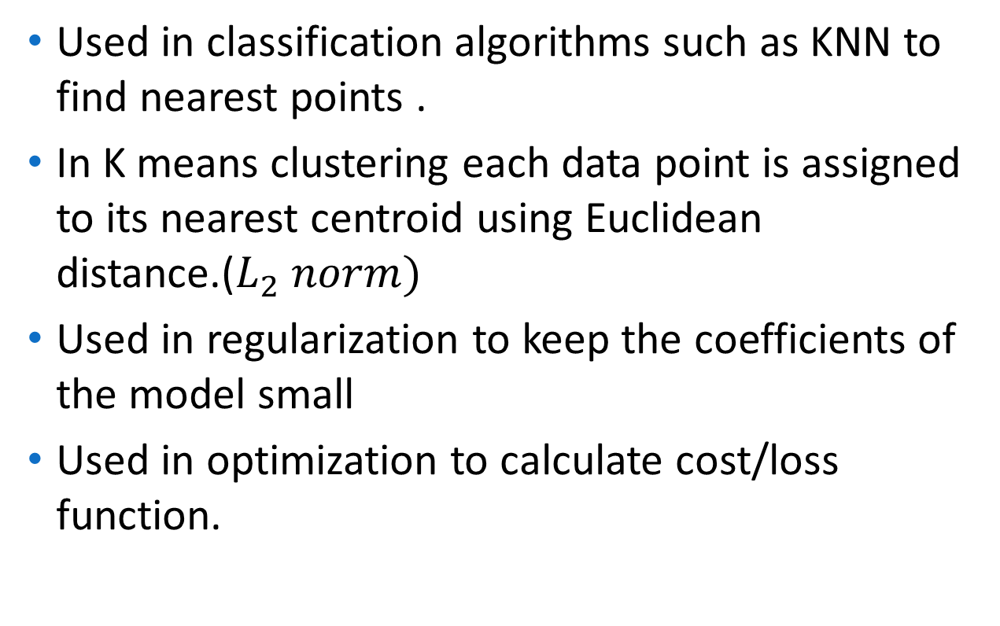 • Used in classification algorithms such as KNN to
find nearest points .
• In K means clustering each data point is assigned
to its nearest centroid using Euclidean
distance.(L₂ norm)
• Used in regularization to keep the coefficients of
the model small
• Used in optimization to calculate cost/loss
function.